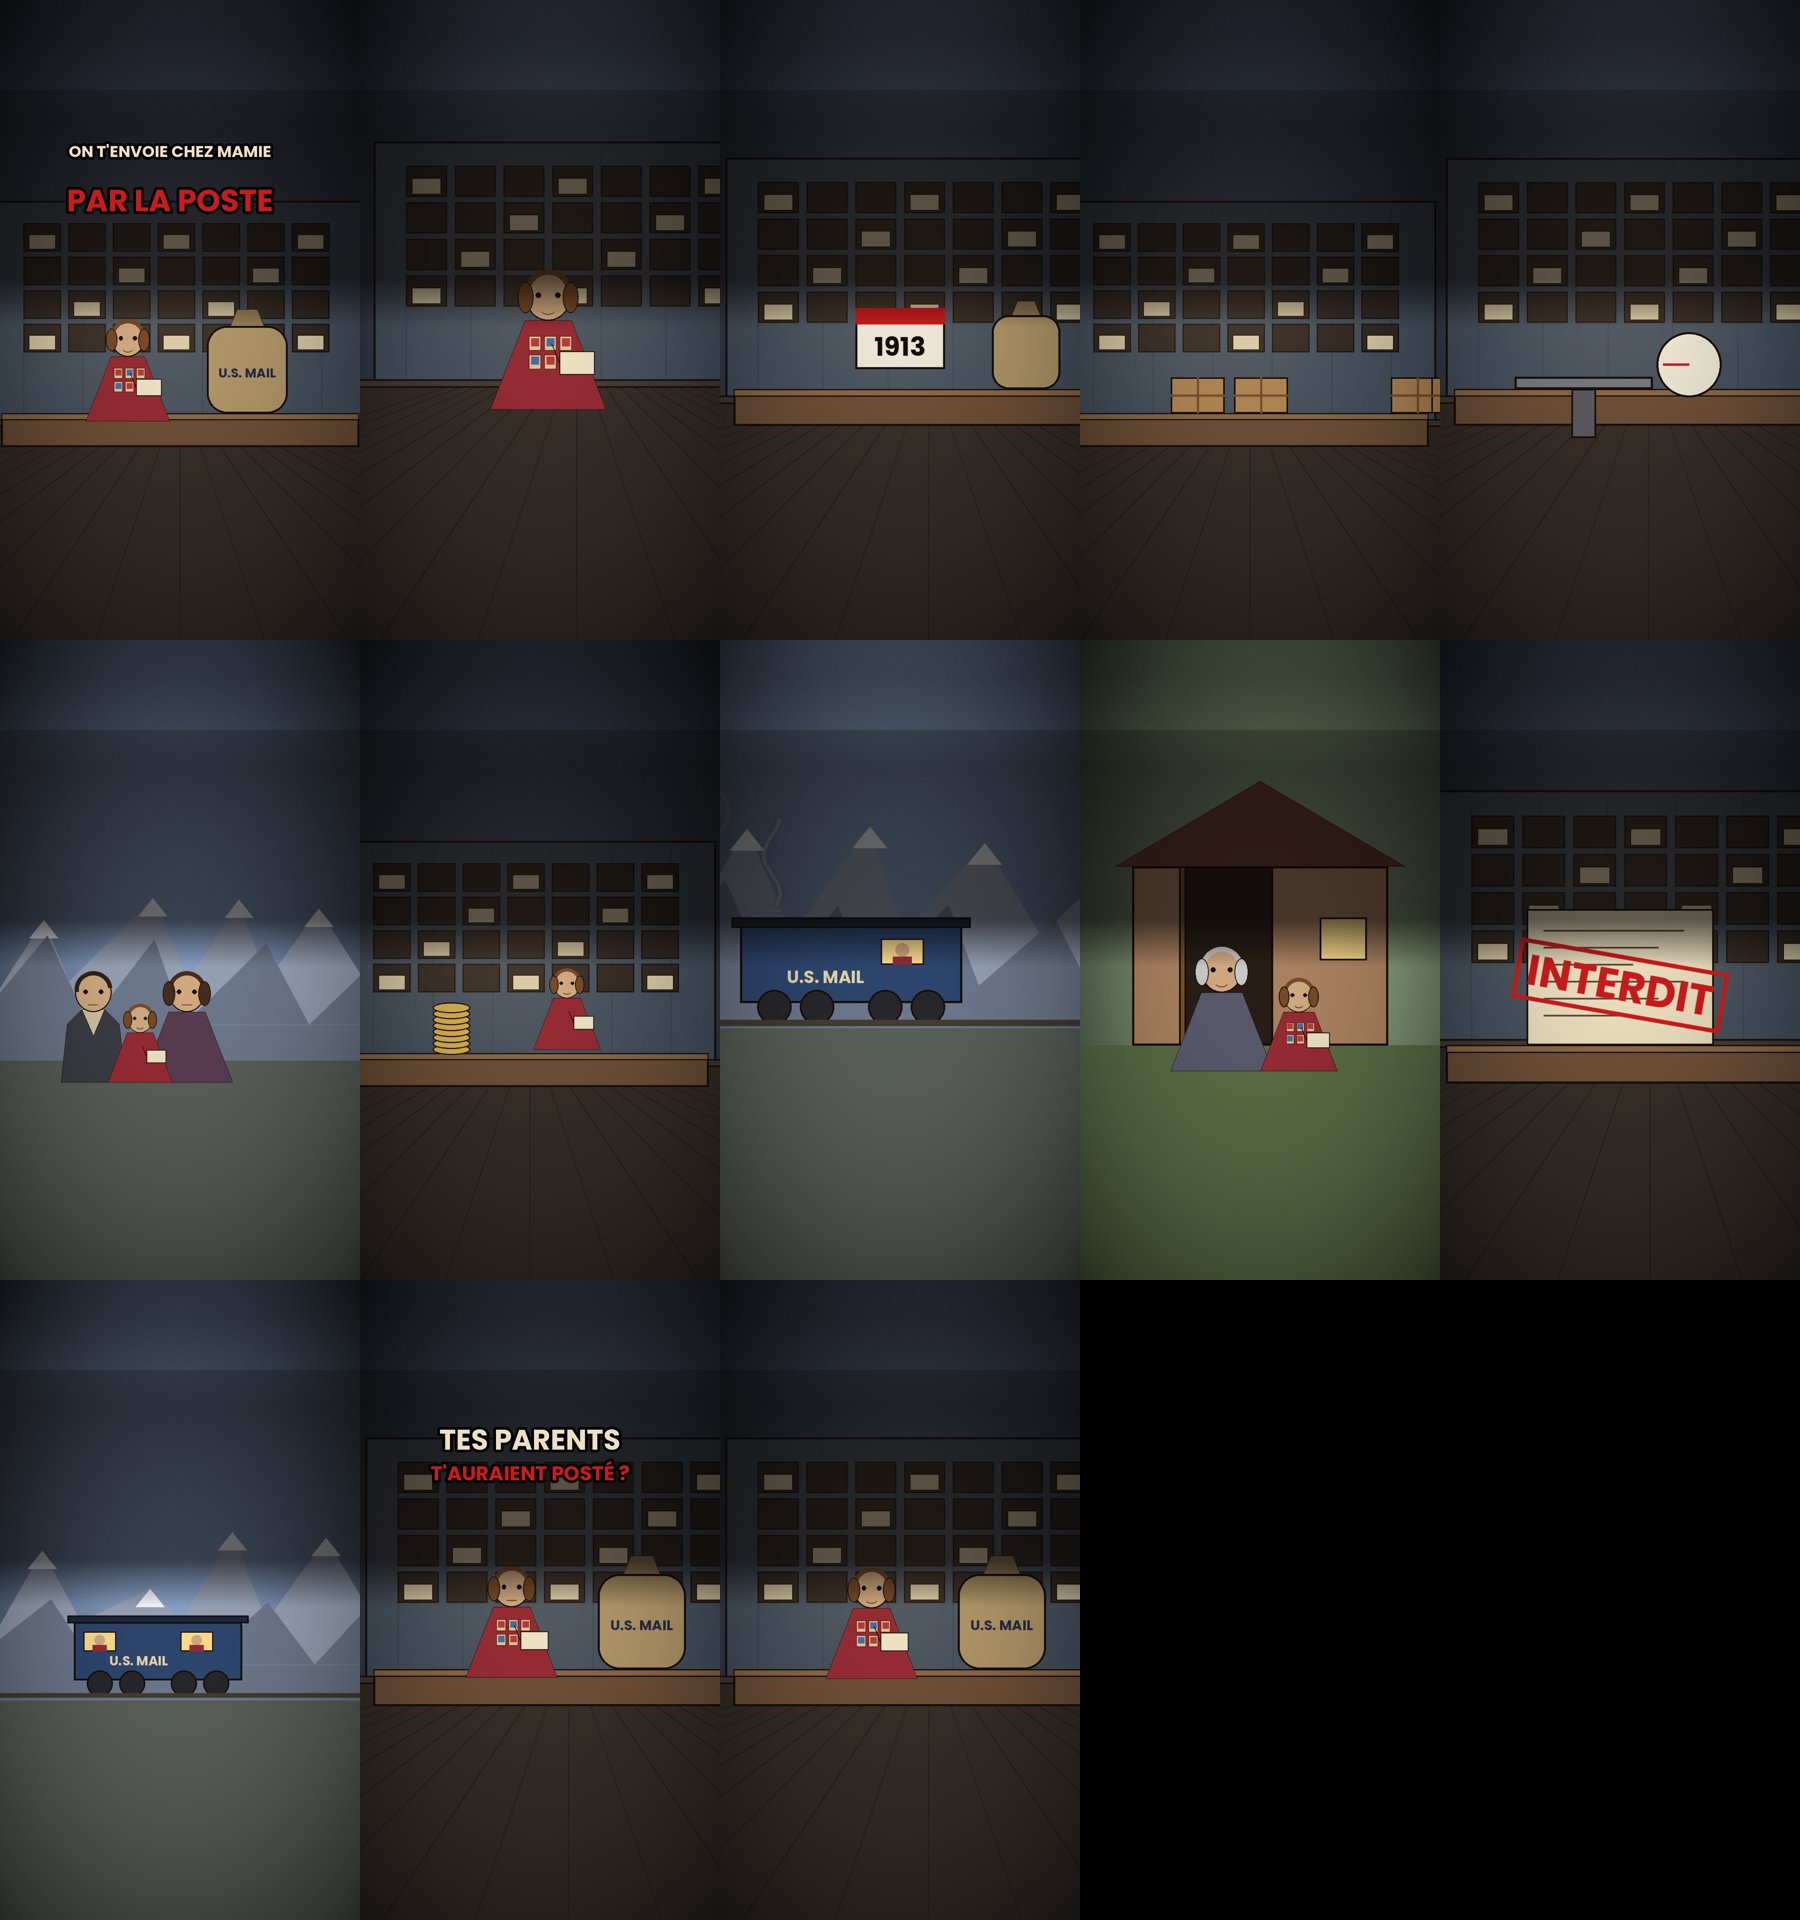 ON T'ENVOIE CHEZ MAMIE
PAR LA POSTE
U.S. MAIL
1913
U.S. MAIL
INTERDIT
U.S. MAIL
TES PARENTS
T'AURAIENT POSTÉ ?
U.S. MAIL
U.S. MAIL